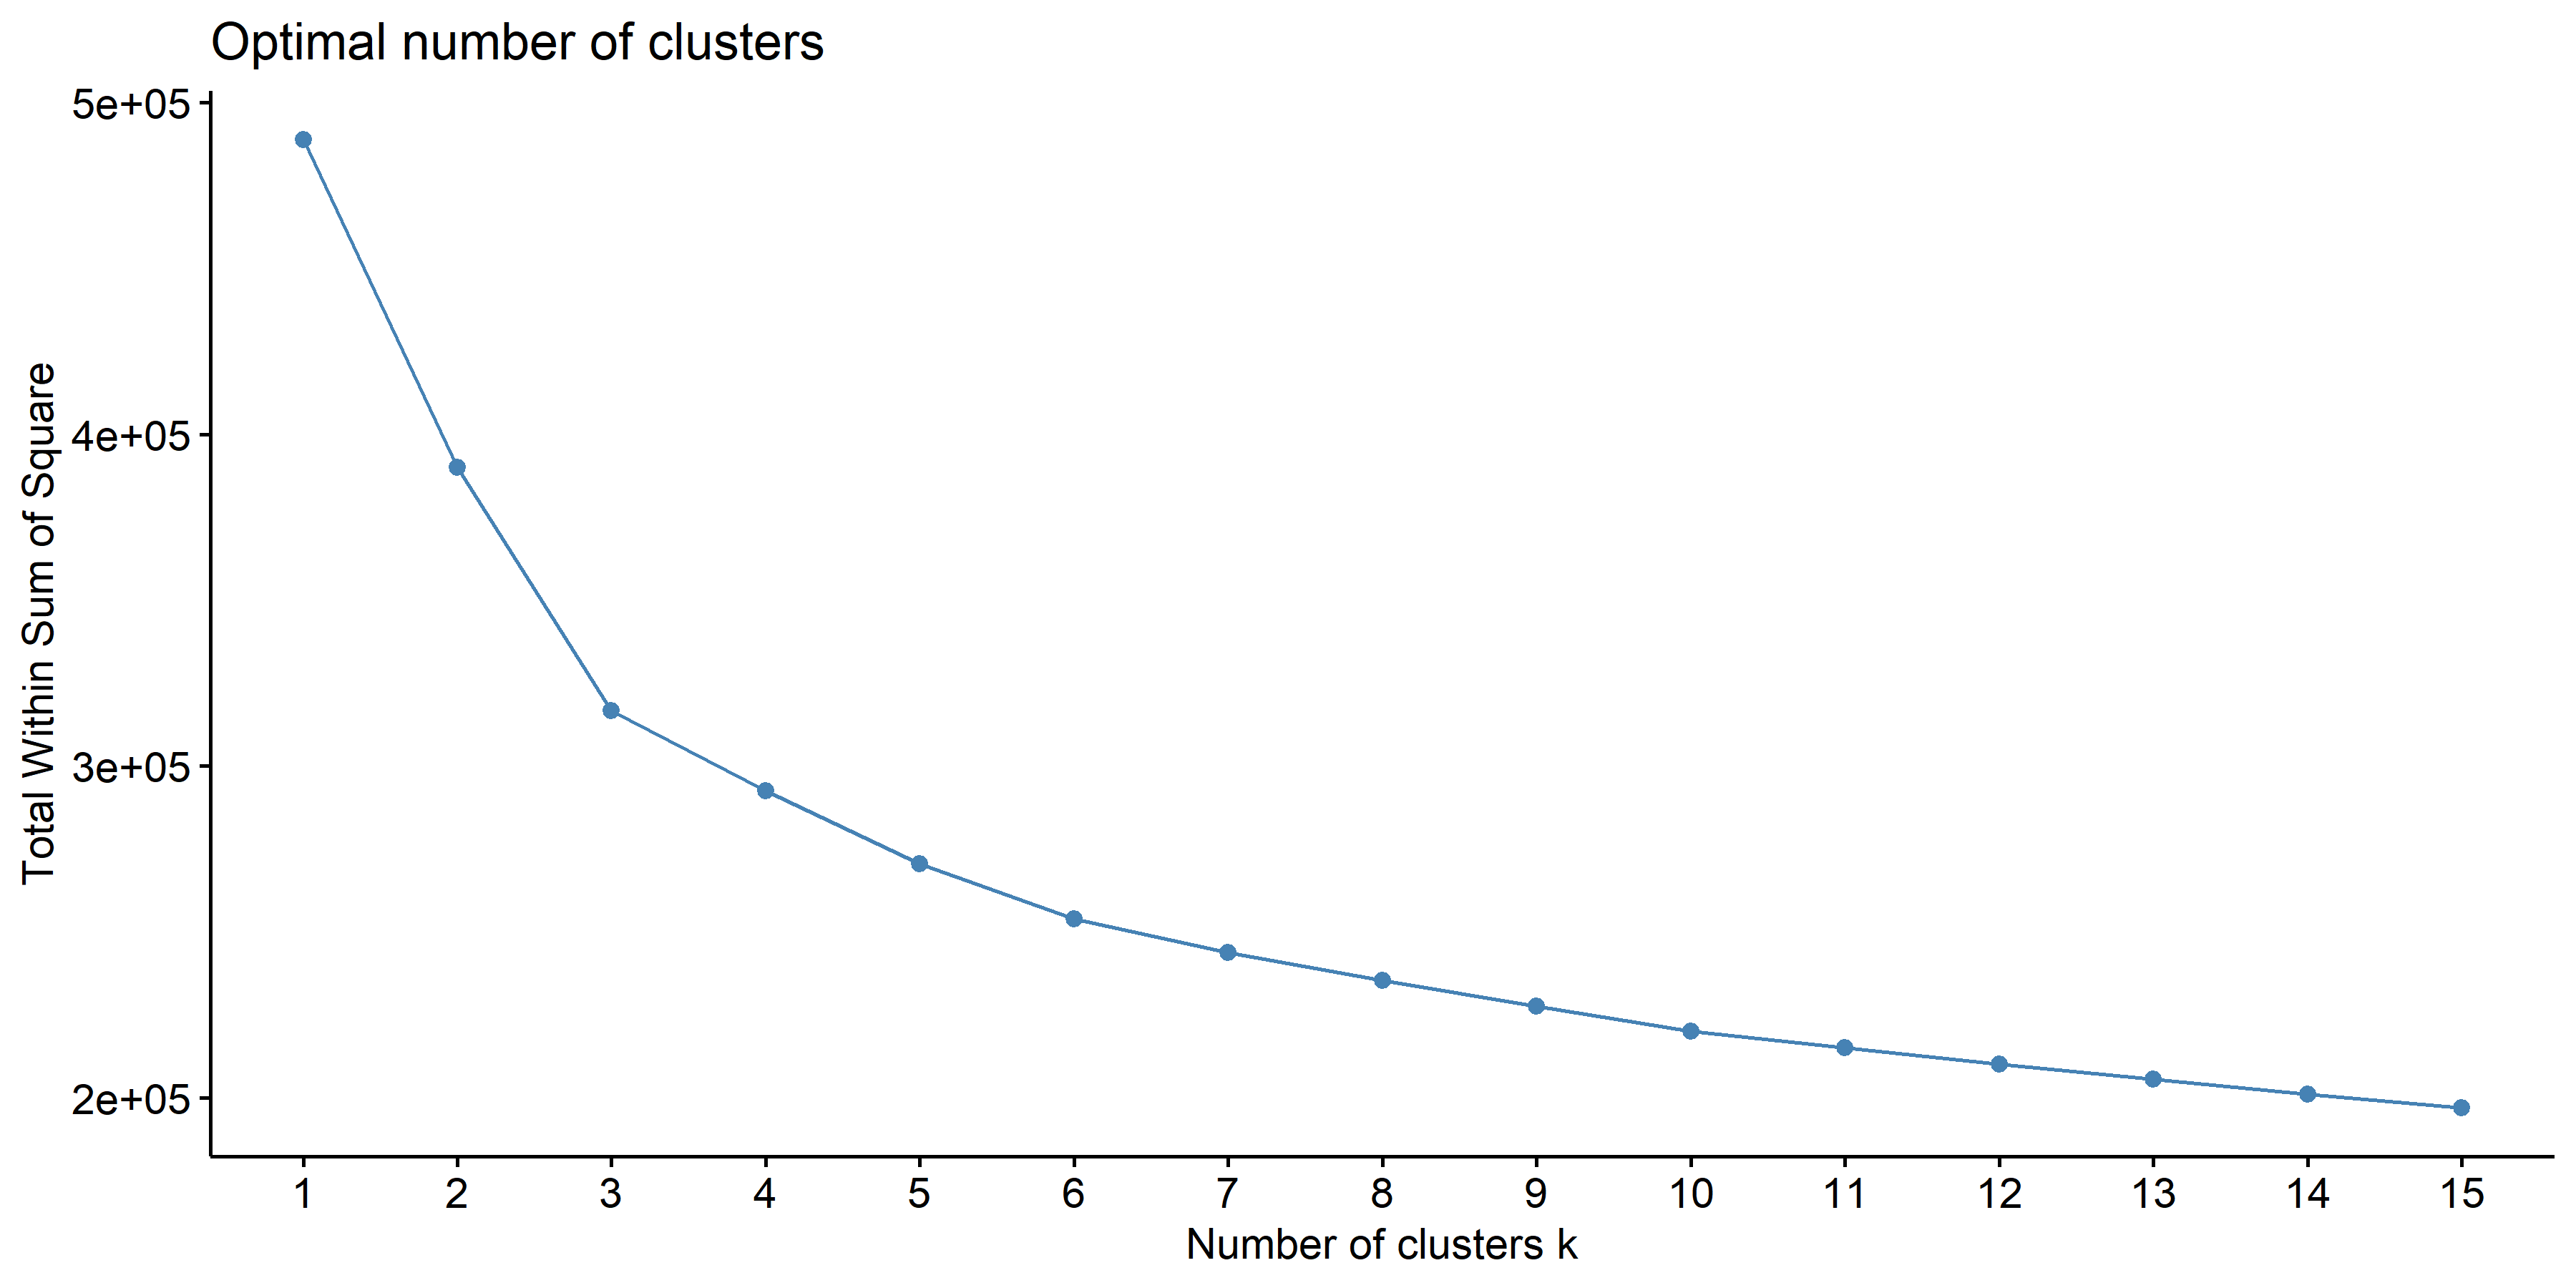 Optimal number of clusters
5e+05
4e+05
3e+05
2e+05
Total Within Sum of Square
1 2 3 4 5 6 7 8 9 10 11 12 13 14 15
Number of clusters k